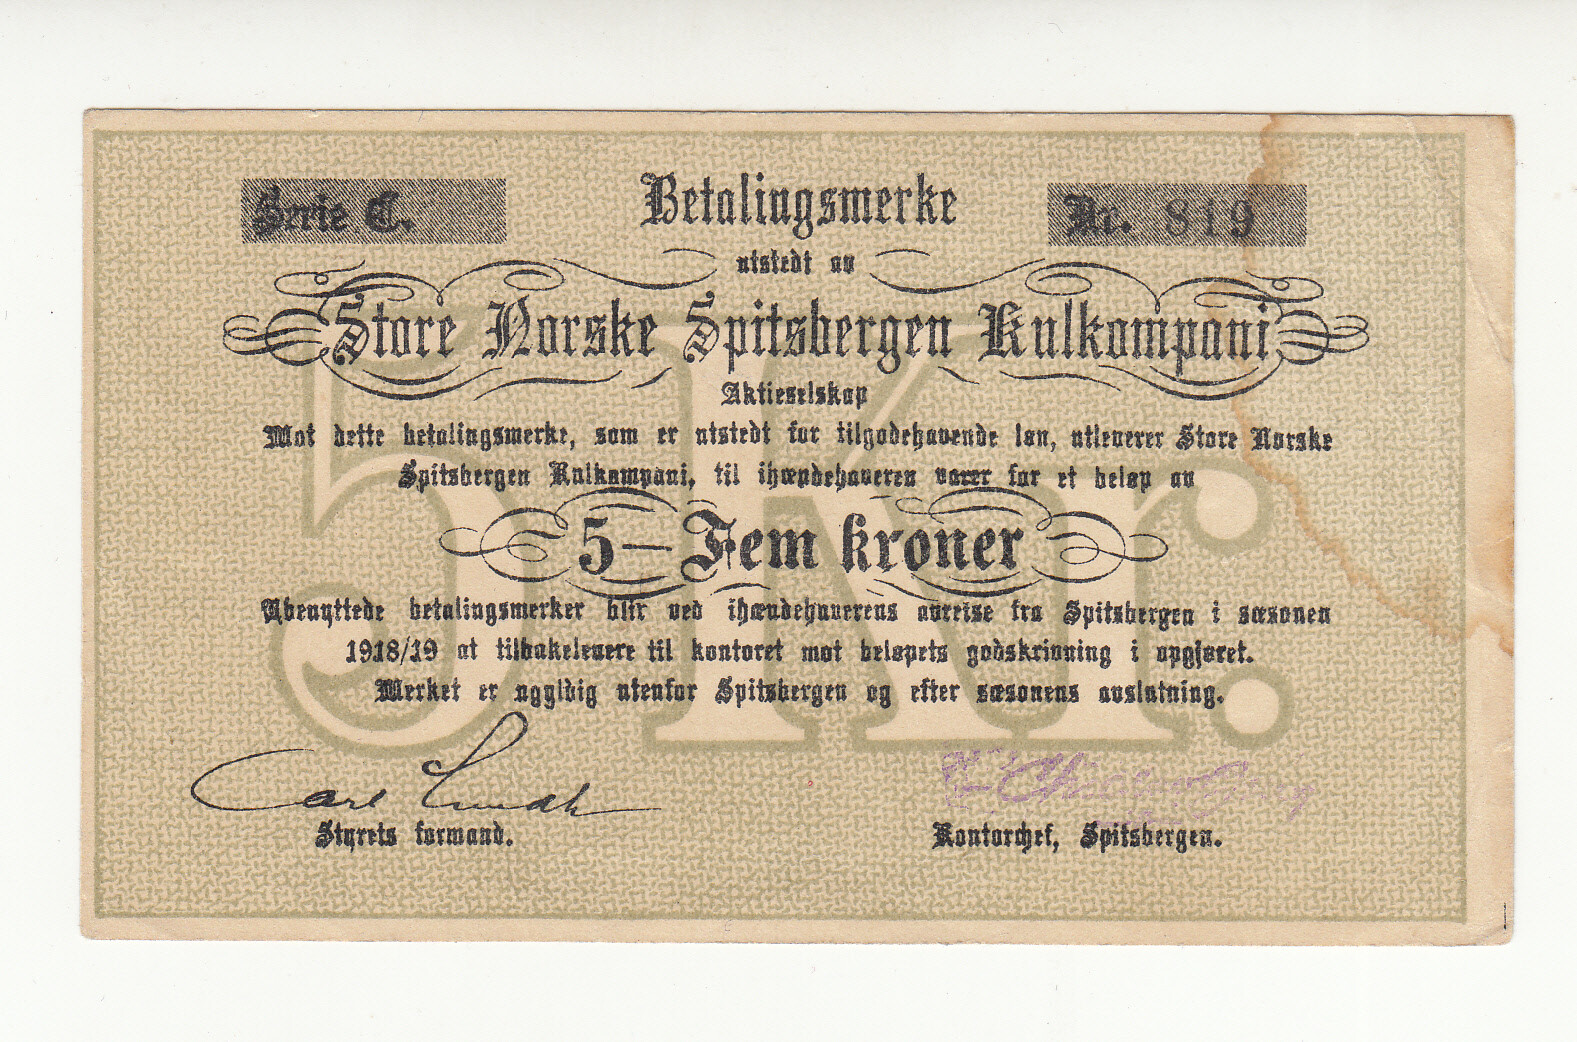 Serie C.
Betalingsmerke
Nr. 819
utstedt av
Store Norske Spitsbergen Kulkompani
Aktieselskap
Mot dette betalingsmerke, som er utstedt for tilgodehavende løn, utleverer Store Norske
Spitsbergen Kulkompani, til ihændehaveren varer for et beløp av
5— Fem kroner
Ubenyttede betalingsmerker blir ved ihændehaverens avreise fra Spitsbergen i sæsonen
1918/19 at tilbakelevere til kontoret mot beløpets godskrivning i opgjøret.
Merket er ugyldig utenfor Spitsbergen og efter sæsonens avslutning.
Carl Lundh
Styrets formand.
Kontorchef, Spitsbergen.
5 Kr.